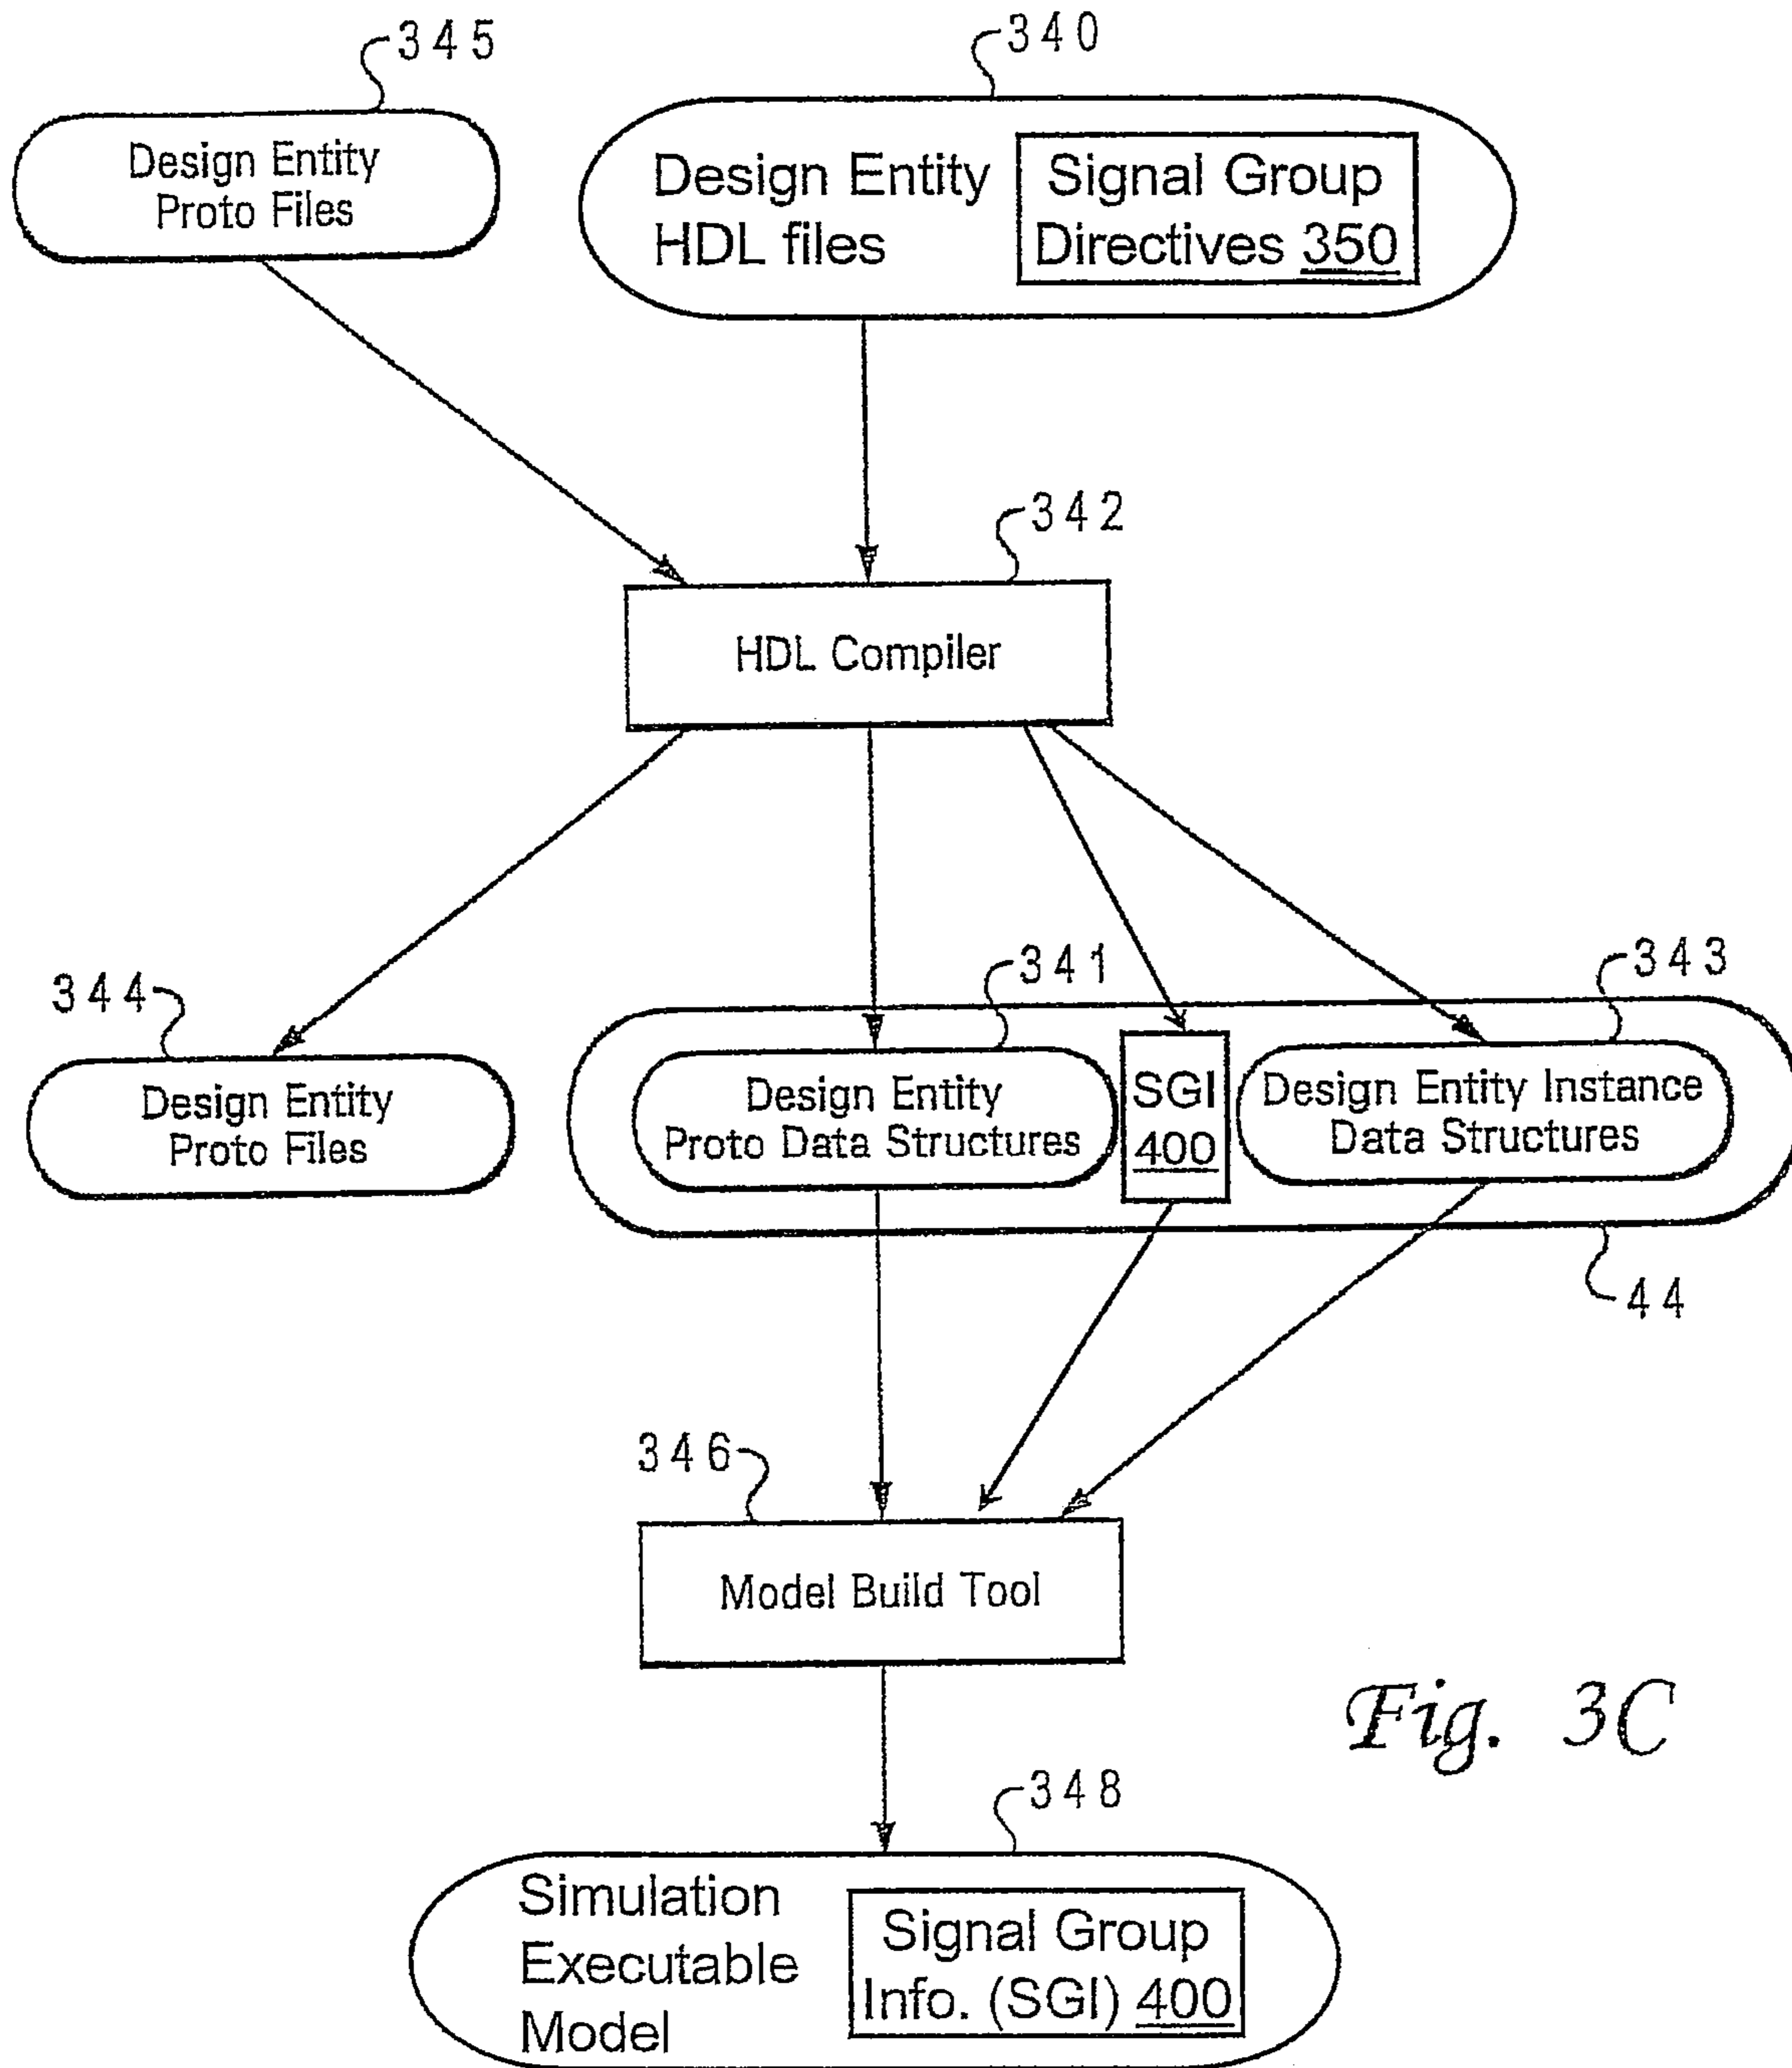 345
340
Design Entity
Proto Files
Design Entity
HDL files
Signal Group
Directives 350
342
HDL Compiler
344
341
343
Design Entity
Proto Files
Design Entity
Proto Data Structures
SGI
400
Design Entity Instance
Data Structures
44
346
Model Build Tool
Fig. 3C
348
Simulation
Executable
Model
Signal Group
Info. (SGI) 400